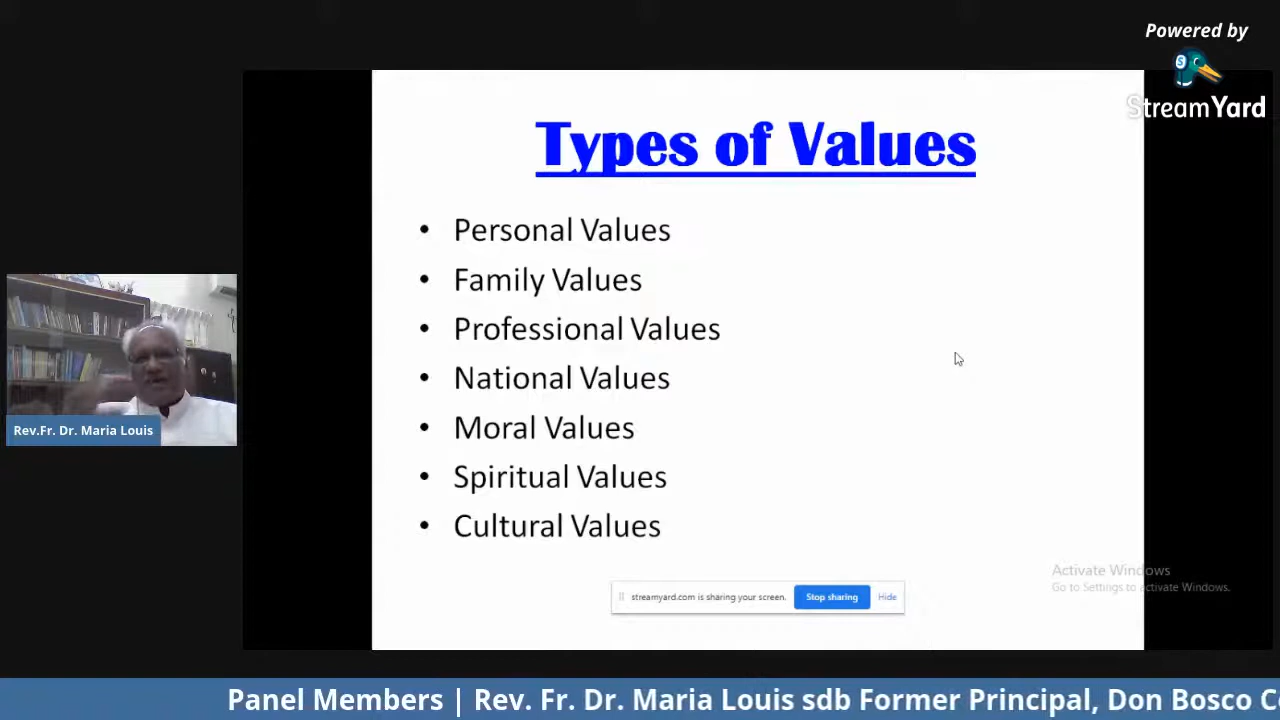 Powered by
StreamYard
Types of Values
• Personal Values
• Family Values
• Professional Values
• National Values
• Moral Values
• Spiritual Values
• Cultural Values
Rev.Fr. Dr. Maria Louis
Activate Windows
Go to Settings to activate Windows.
streamyard.com is sharing your screen. Stop sharing Hide
Panel Members | Rev. Fr. Dr. Maria Louis sdb Former Principal, Don Bosco